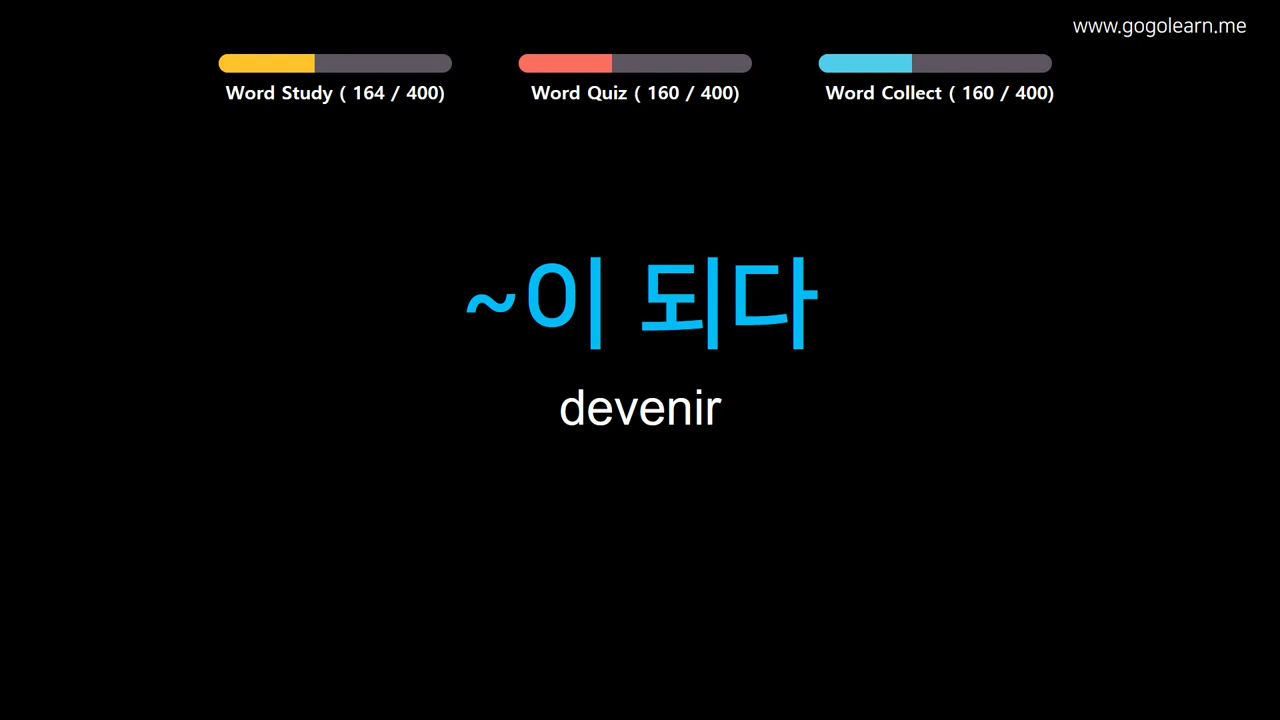 www.gogolearn.me
Word Study ( 164 / 400)
Word Quiz ( 160 / 400)
Word Collect ( 160 / 400)
~이 되다
devenir